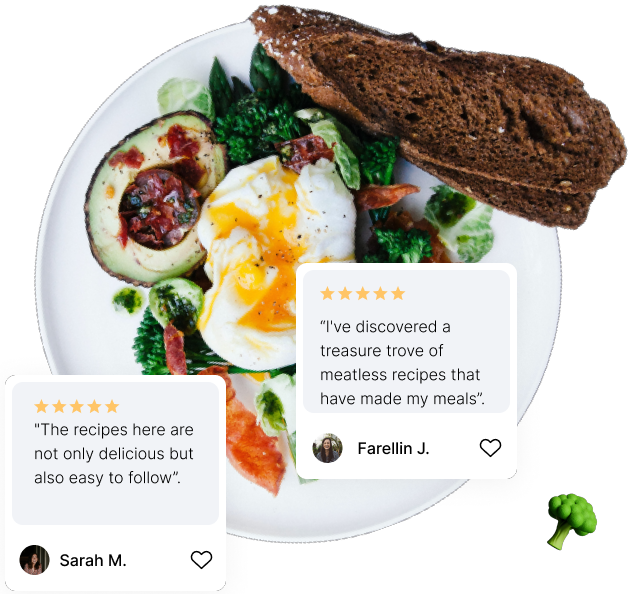 “I've discovered a
treasure trove of
meatless recipes that
have made my meals”.
Farellin J.
"The recipes here are
not only delicious but
also easy to follow”.
Sarah M.